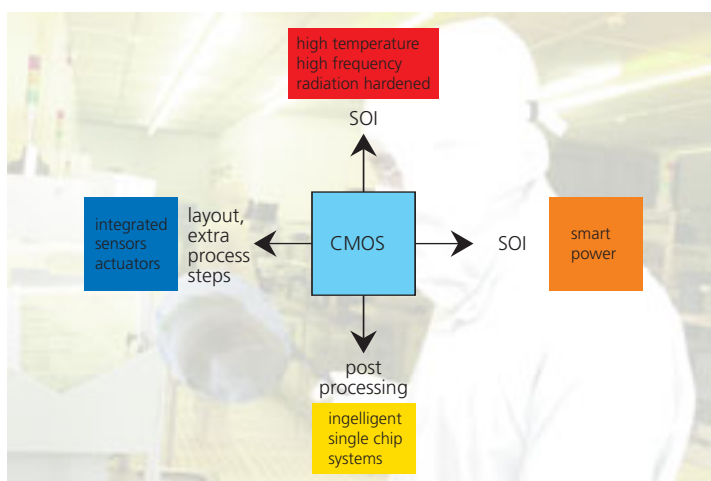 high temperature
high frequency
radiation hardened
SOI
integrated
sensors
actuators
layout,
extra
process
steps
CMOS
SOI
smart
power
post
processing
ingelligent
single chip
systems